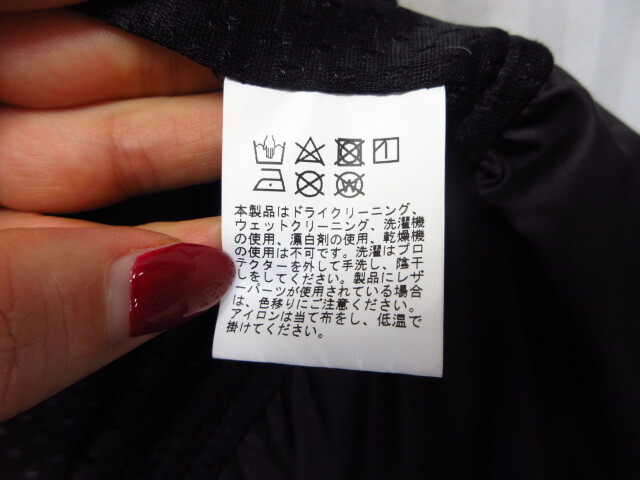 本製品はドライクリーニング、
ウェットクリーニング、洗濯機
の使用、漂白剤の使用、乾燥機
の使用は不可です。洗濯はプロ
テクターを外して手洗し、陰干
しをしてください。製品にレザ
ーパーツが使用されている場合
は、色移りにご注意ください。
アイロンは当て布をし、低温で
掛けてください。